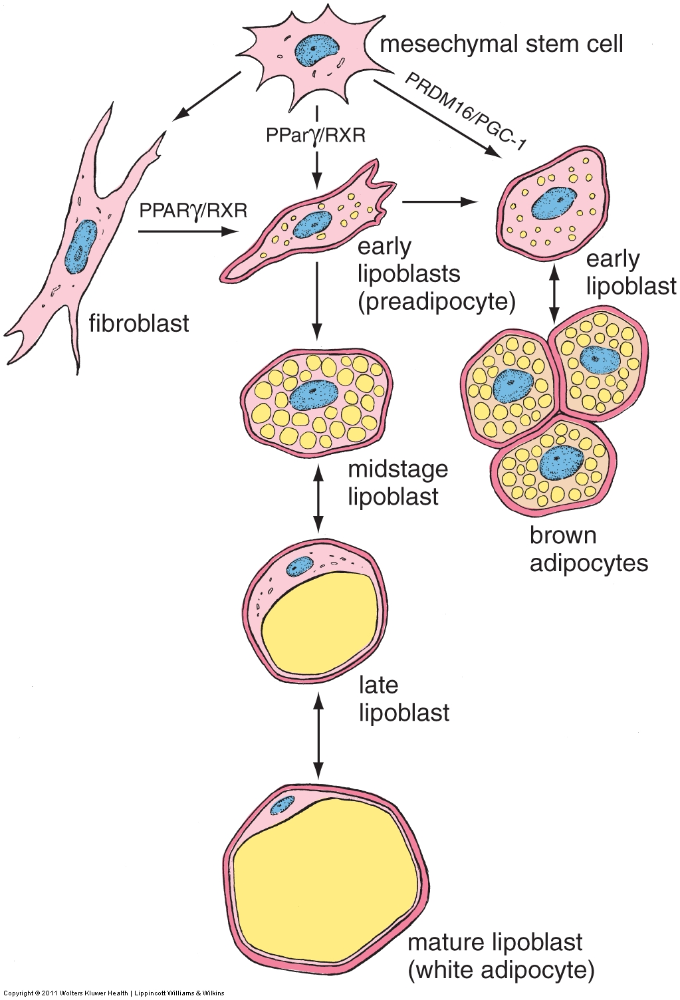 mesechymal stem cell
PRDM16/PGC-1
PParγ/RXR
PPARγ/RXR
early
lipoblasts
(preadipocyte)
early
lipoblast
fibroblast
midstage
lipoblast
brown
adipocytes
late
lipoblast
mature lipoblast
(white adipocyte)
Copyright © 2011 Wolters Kluwer Health | Lippincott Williams & Wilkins